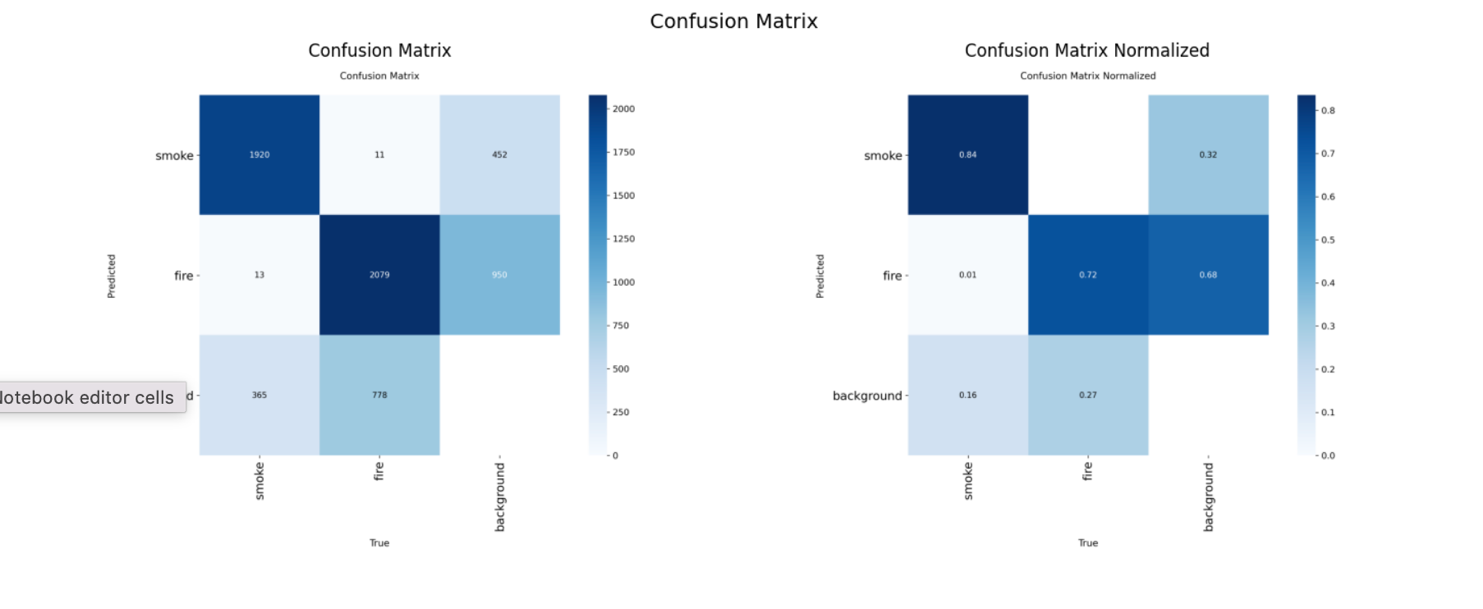 Confusion Matrix
Confusion Matrix
Confusion Matrix
smoke
fire
d
Predicted
1920 11 452
13 2079 950
365 778
2000
1750
1500
1250
1000
750
500
250
0
smoke
fire
background
True
Notebook editor cells
Confusion Matrix Normalized
Confusion Matrix Normalized
smoke
fire
background
Predicted
0.84 0.32
0.01 0.72 0.68
0.16 0.27
0.8
0.7
0.6
0.5
0.4
0.3
0.2
0.1
0.0
smoke
fire
background
True